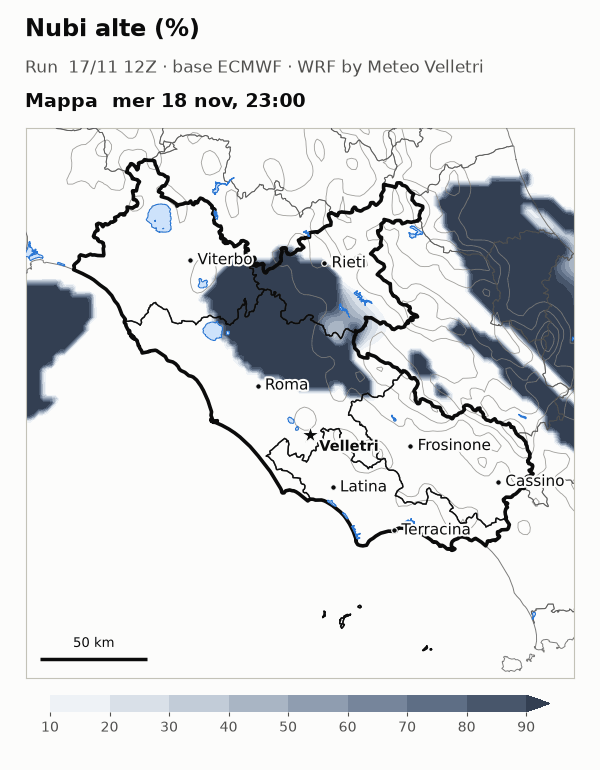 Nubi alte (%)
Run 17/11 12Z · base ECMWF · WRF by Meteo Velletri
Mappa mer 18 nov, 23:00
Viterbo
Rieti
Roma
Velletri
Frosinone
Latina
Cassino
Terracina
50 km
10 20 30 40 50 60 70 80 90